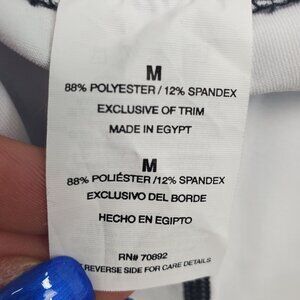 M
88% POLYESTER / 12% SPANDEX
EXCLUSIVE OF TRIM
MADE IN EGYPT
M
88% POLIÉSTER /12% SPANDEX
EXCLUSIVO DEL BORDE
HECHO EN EGIPTO
RN# 70892
REVERSE SIDE FOR CARE DETAILS